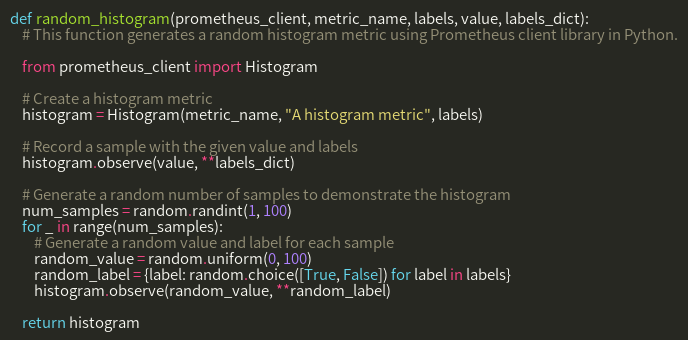 def random_histogram(prometheus_client, metric_name, labels, value, labels_dict):
# This function generates a random histogram metric using Prometheus client library in Python.
from prometheus_client import Histogram
# Create a histogram metric
histogram = Histogram(metric_name, "A histogram metric", labels)
# Record a sample with the given value and labels
histogram.observe(value, **labels_dict)
# Generate a random number of samples to demonstrate the histogram
num_samples = random.randint(1, 100)
for _ in range(num_samples):
# Generate a random value and label for each sample
random_value = random.uniform(0, 100)
random_label = {label: random.choice([True, False]) for label in labels}
histogram.observe(random_value, **random_label)
return histogram